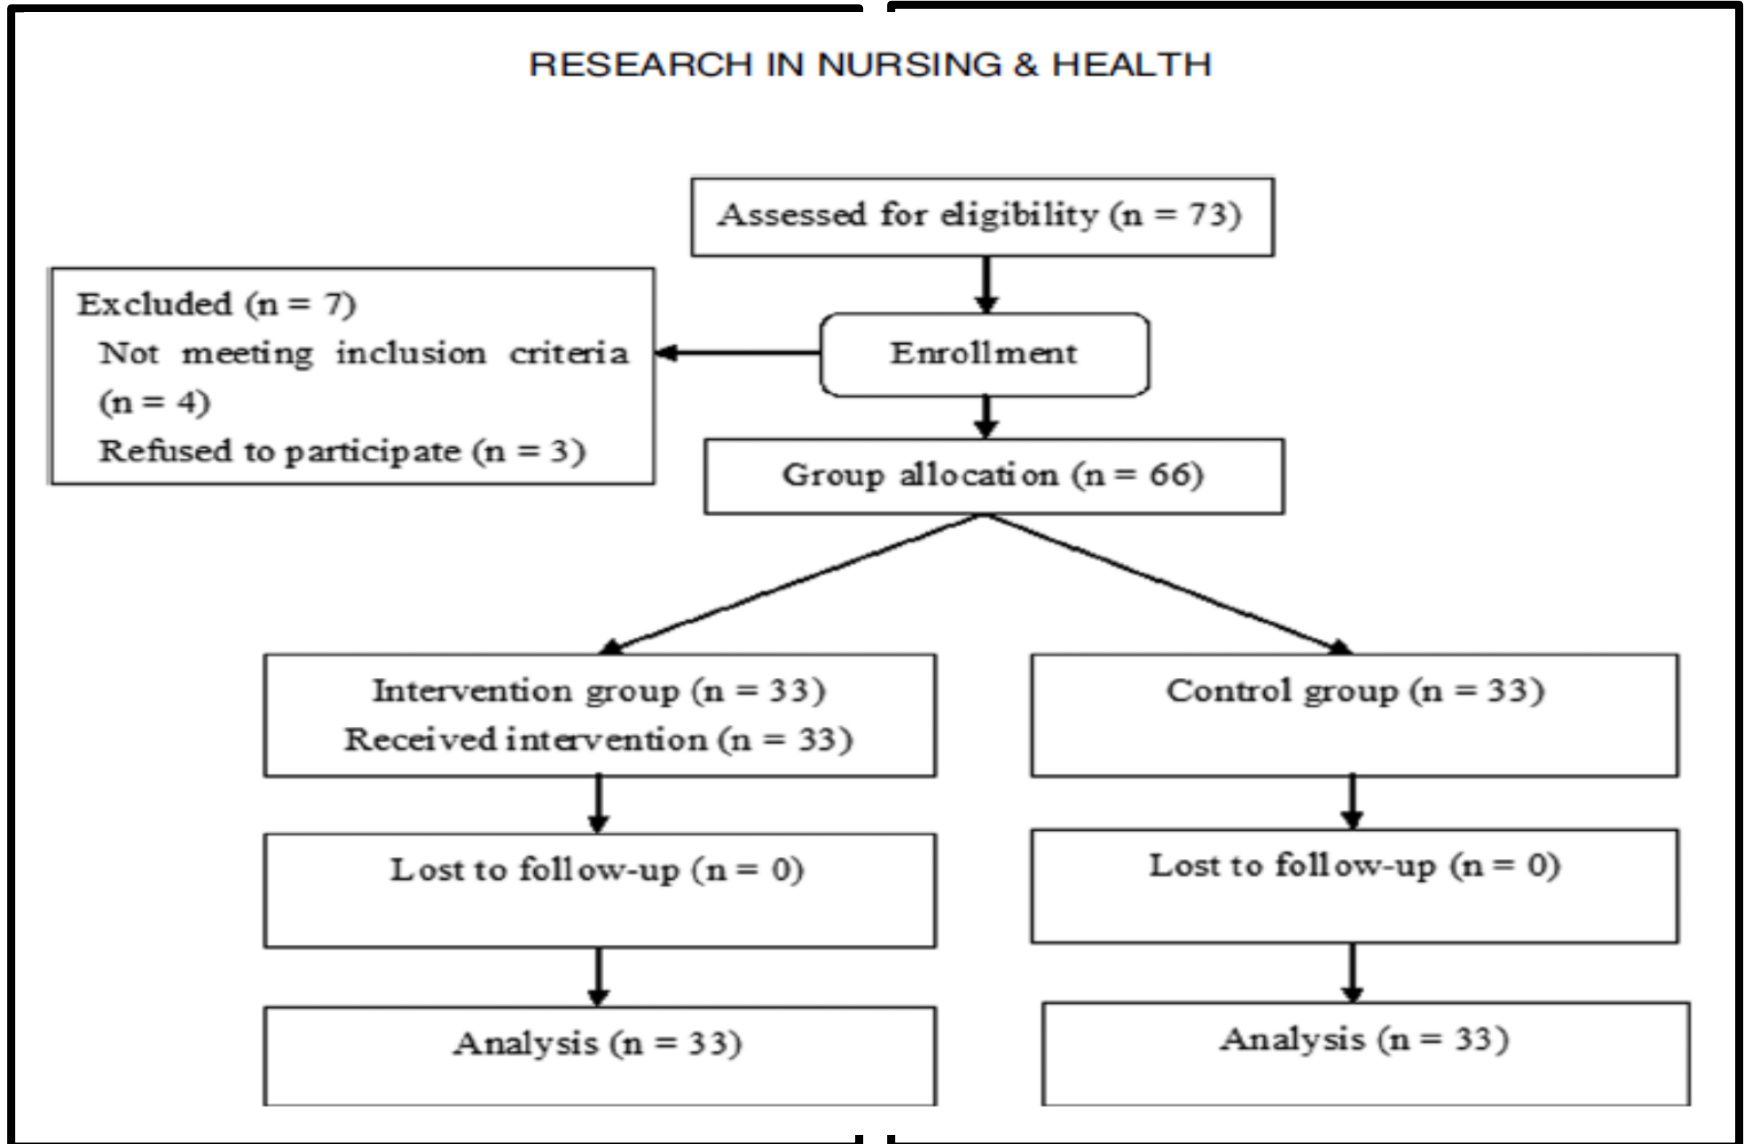 RESEARCH IN NURSING & HEALTH
Assessed for eligibility (n = 73)
Excluded (n = 7)
Not meeting inclusion criteria
(n = 4)
Refused to participate (n = 3)
Enrollment
Group allocation (n = 66)
Intervention group (n = 33)
Received intervention (n = 33)
Control group (n = 33)
Lost to follow-up (n = 0)
Lost to follow-up (n = 0)
Analysis (n = 33)
Analysis (n = 33)